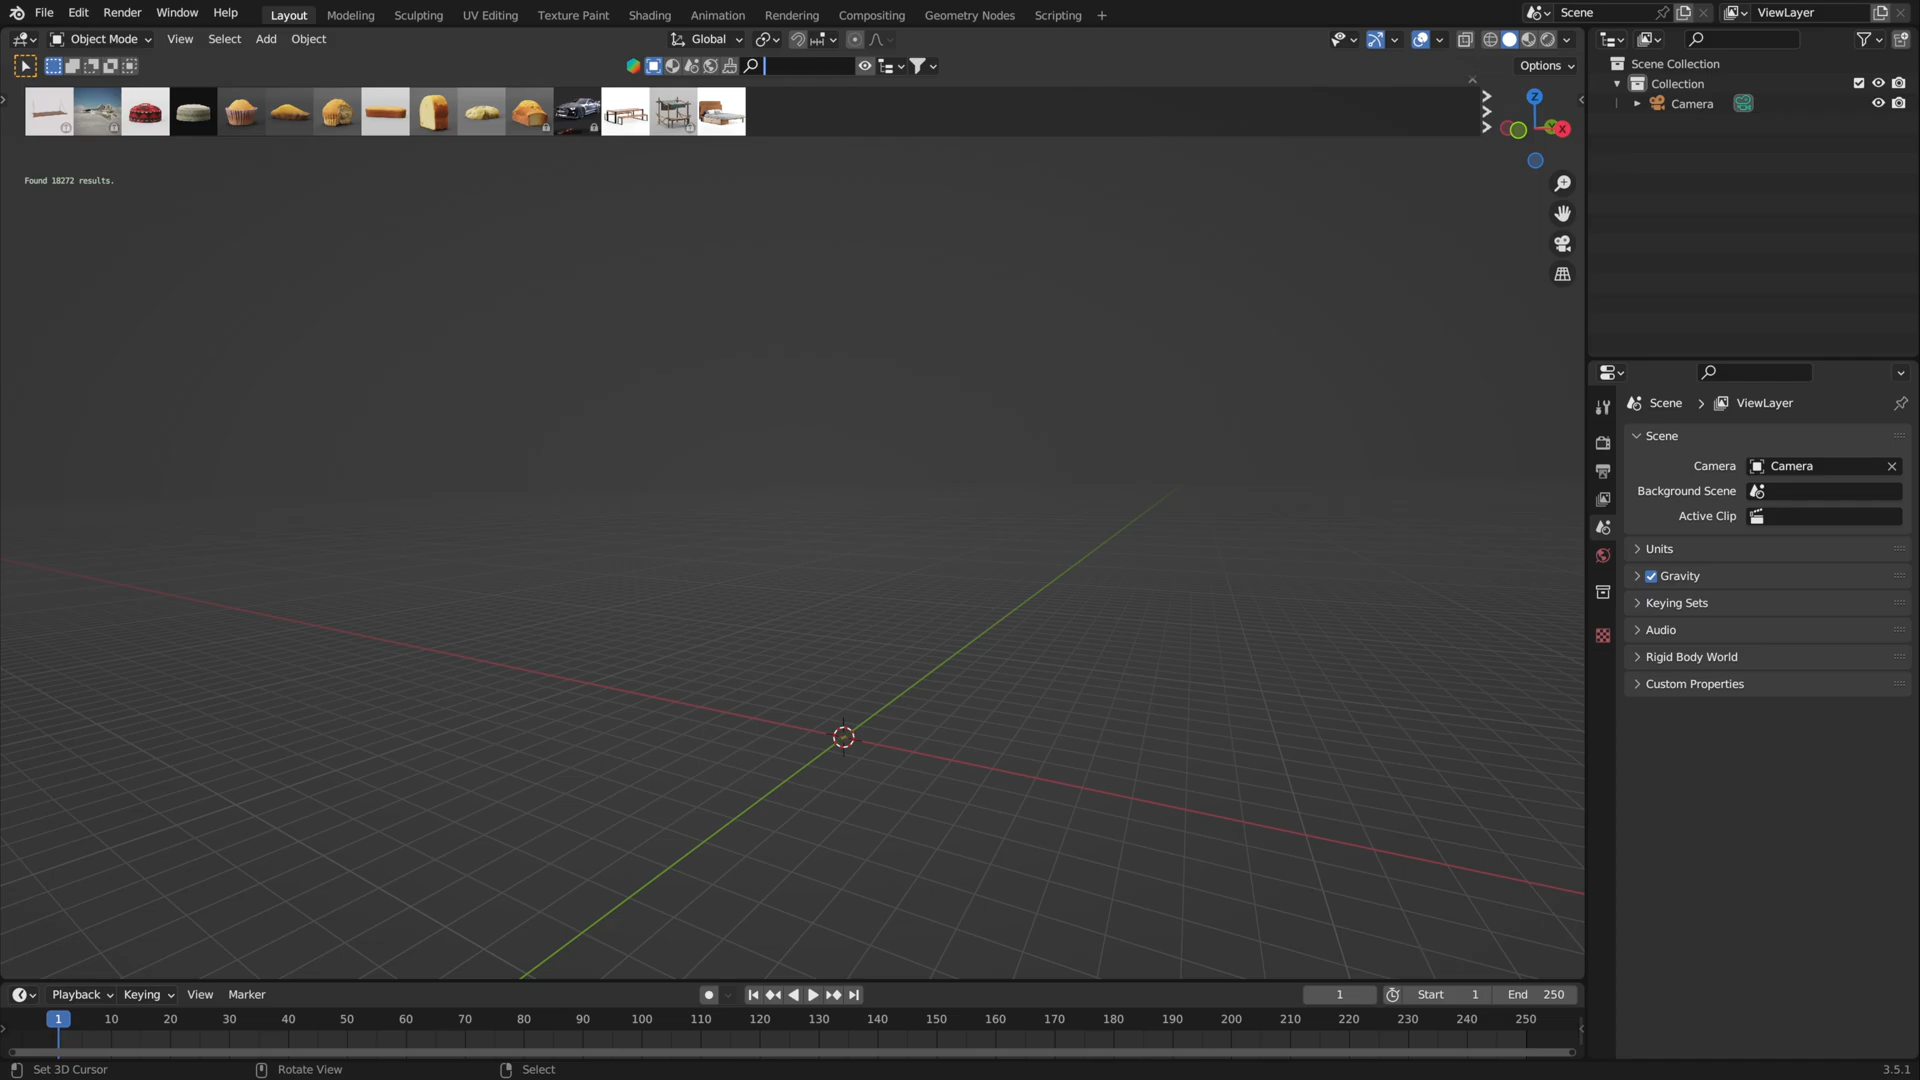 File Edit Render Window Help
Layout Modeling Sculpting UV Editing Texture Paint Shading Animation Rendering Compositing Geometry Nodes Scripting +
Scene
ViewLayer
Object Mode View Select Add Object
Global
Options
Scene Collection
Collection
Camera
Z
Y
X
Found 18272 results.
Scene > ViewLayer
Scene
Camera Camera
Background Scene
Active Clip
Units
Gravity
Keying Sets
Audio
Rigid Body World
Custom Properties
Playback Keying View Marker
1 Start 1 End 250
1 10 20 30 40 50 60 70 80 90 100 110 120 130 140 150 160 170 180 190 200 210 220 230 240 250
Set 3D Cursor Rotate View Select 3.5.1